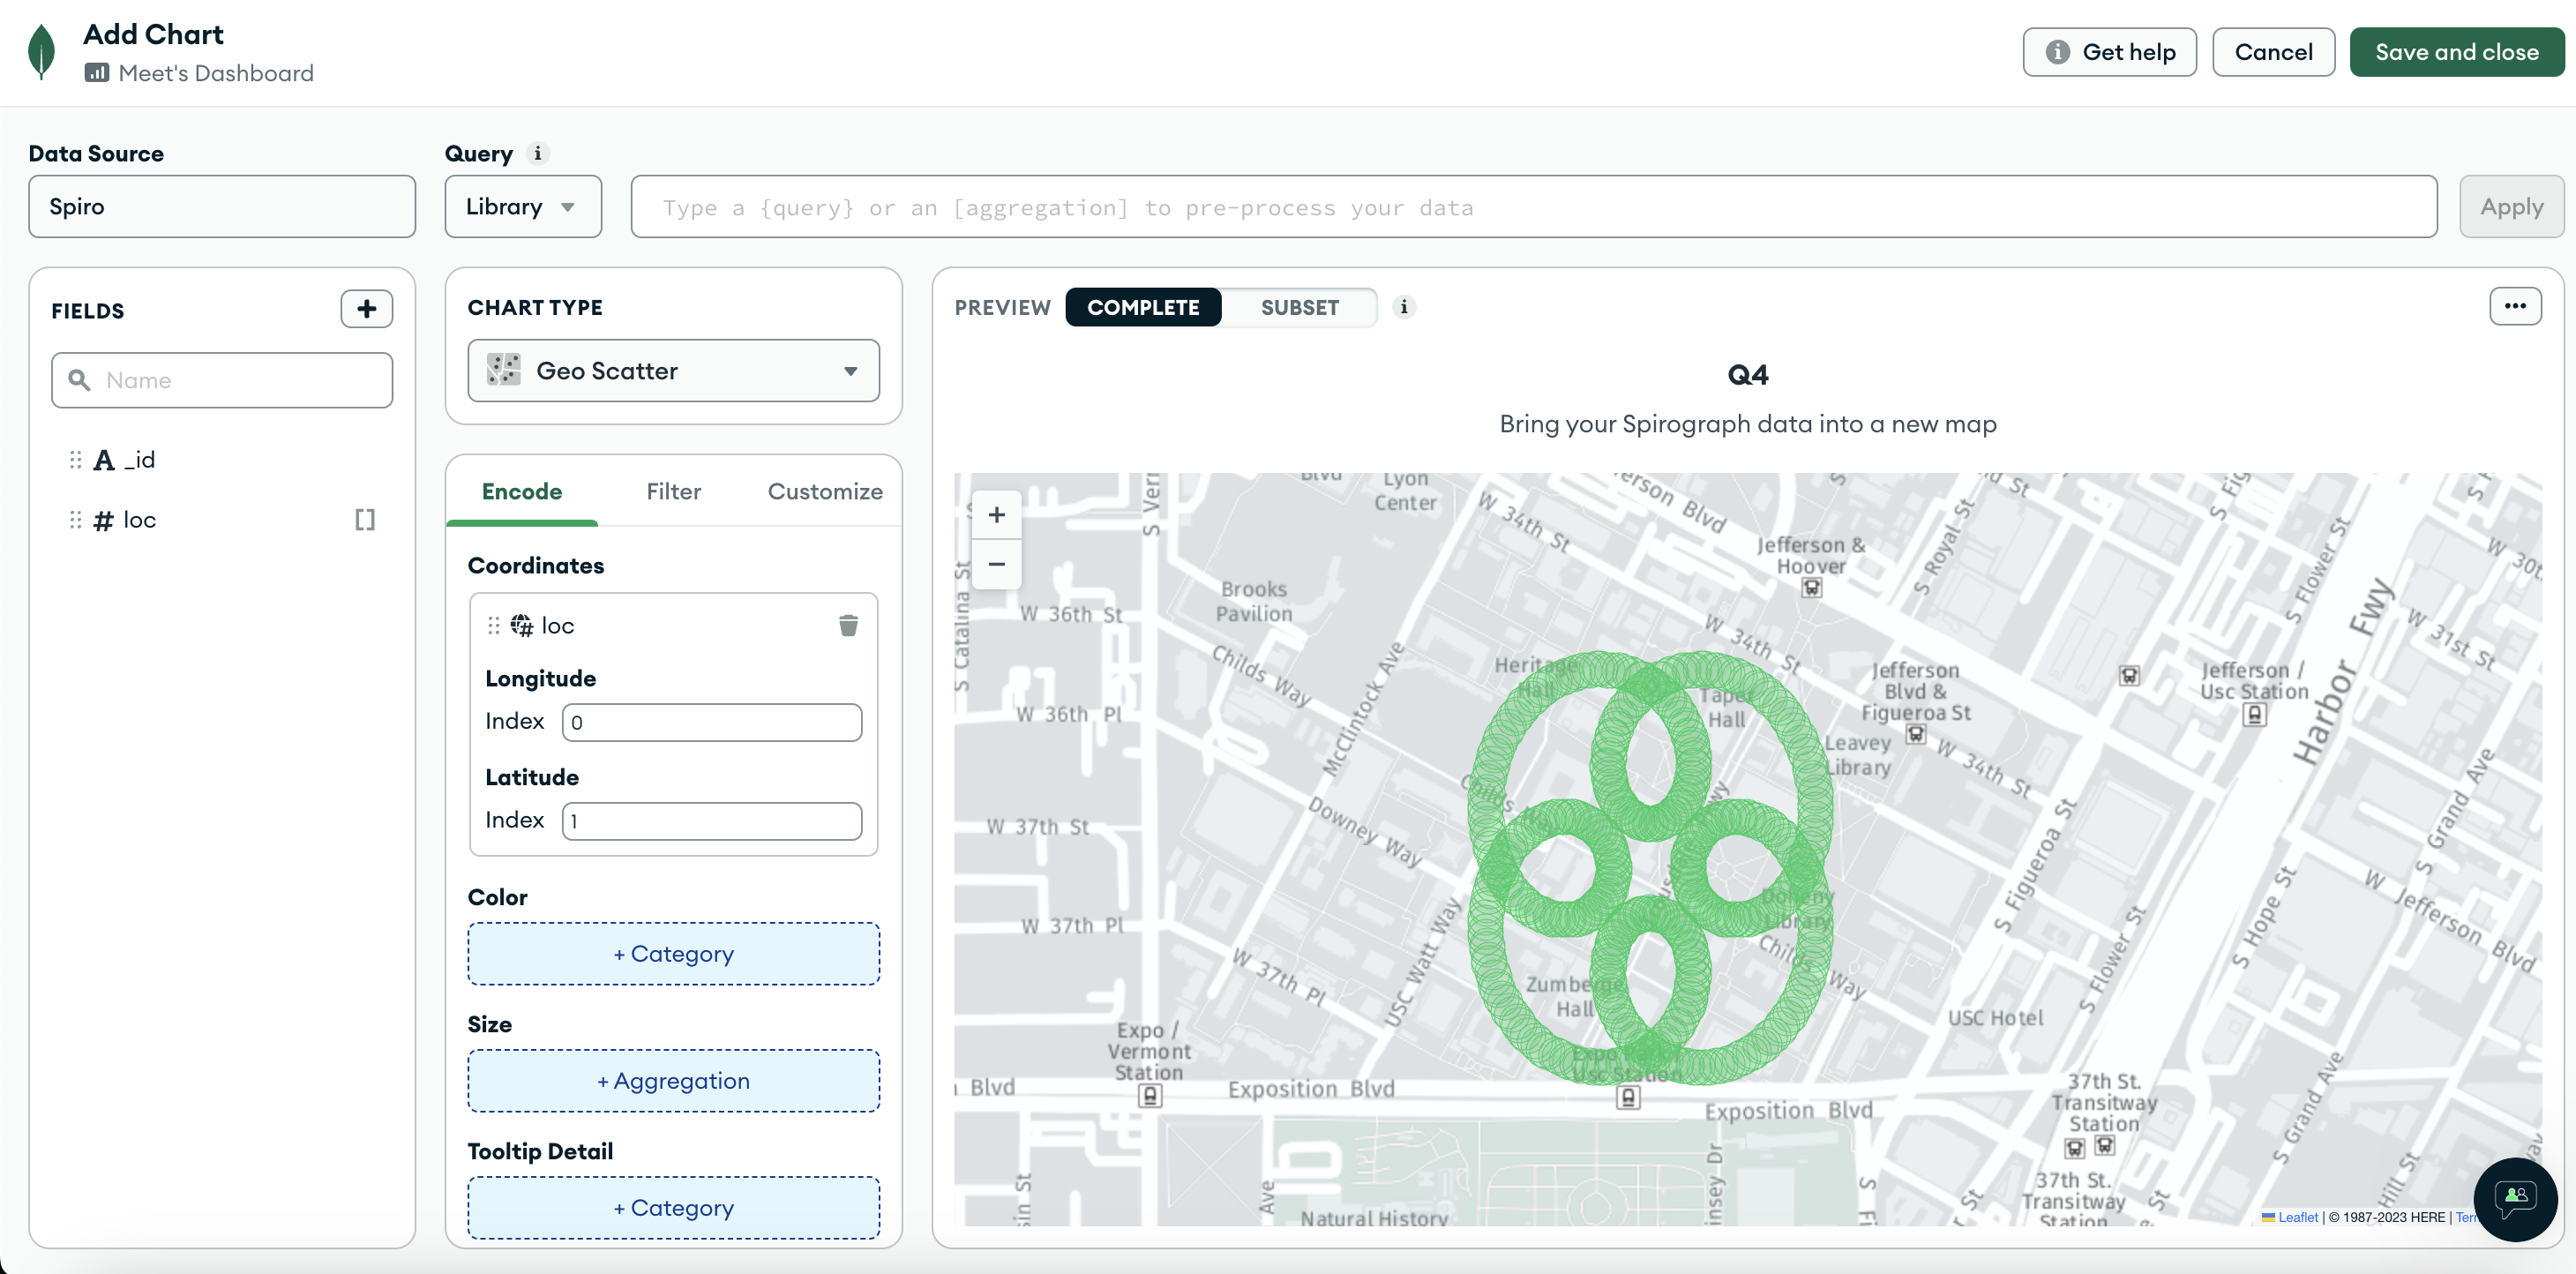 Add Chart
Meet's Dashboard
Get help
Cancel
Save and close
Data Source
Query
Spiro
Library
Type a {query} or an [aggregation] to pre-process your data
Apply
FIELDS
Name
_id
loc
CHART TYPE
Geo Scatter
Encode
Filter
Customize
Coordinates
loc
Longitude
Index 0
Latitude
Index 1
Color
+ Category
Size
+ Aggregation
Tooltip Detail
+ Category
PREVIEW
COMPLETE
SUBSET
Q4
Bring your Spirograph data into a new map
+
−
Lyon
Center
Brooks
Pavilion
W 36th St
W 36th Pl
W 37th St
W 37th Pl
S Catalina St
Childs Way
McClintock Ave
Downey Way
W 37th Pl
USC Watt Way
W 34th St
Jefferson &
Hoover
S Royal St
W 34th St
Heritage
Hall
Taper
Hall
Jefferson
Blvd &
Figueroa St
Leavey
Library
W 34th St
Jefferson /
Usc Station
S Flower St
Harbor Fwy
W 31st St
S Grand Ave
W Jefferson Blvd
S Hope St
S Figueroa St
S Flower St
Childs Way
Doheny
Library
Childs Way
Zumberge
Hall
USC Hotel
Expo /
Vermont
Station
Usc Station
Exposition Blvd
Exposition Blvd
37th St.
Transitway
Station
37th St.
Transitway
Station
S Grand Ave
Hill St
Natural History
Leaflet | © 1987-2023 HERE |